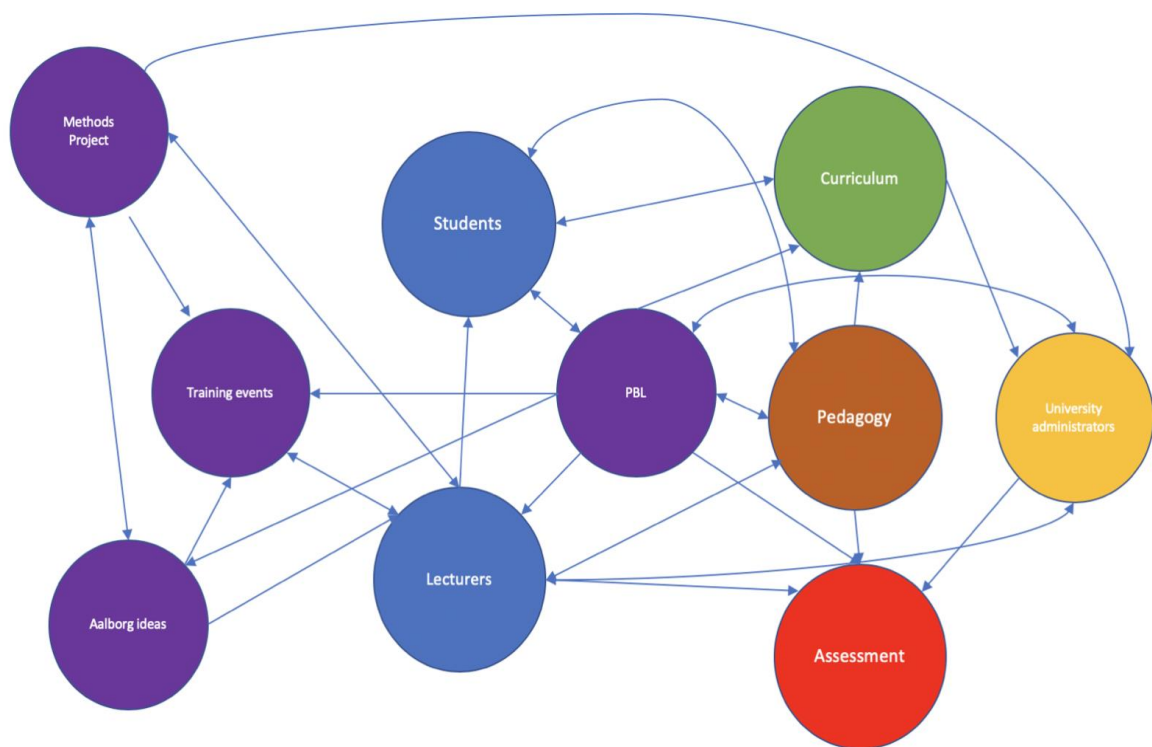 Methods
Project
Students
Curriculum
Training events
PBL
Pedagogy
University
administrators
Aalborg ideas
Lecturers
Assessment